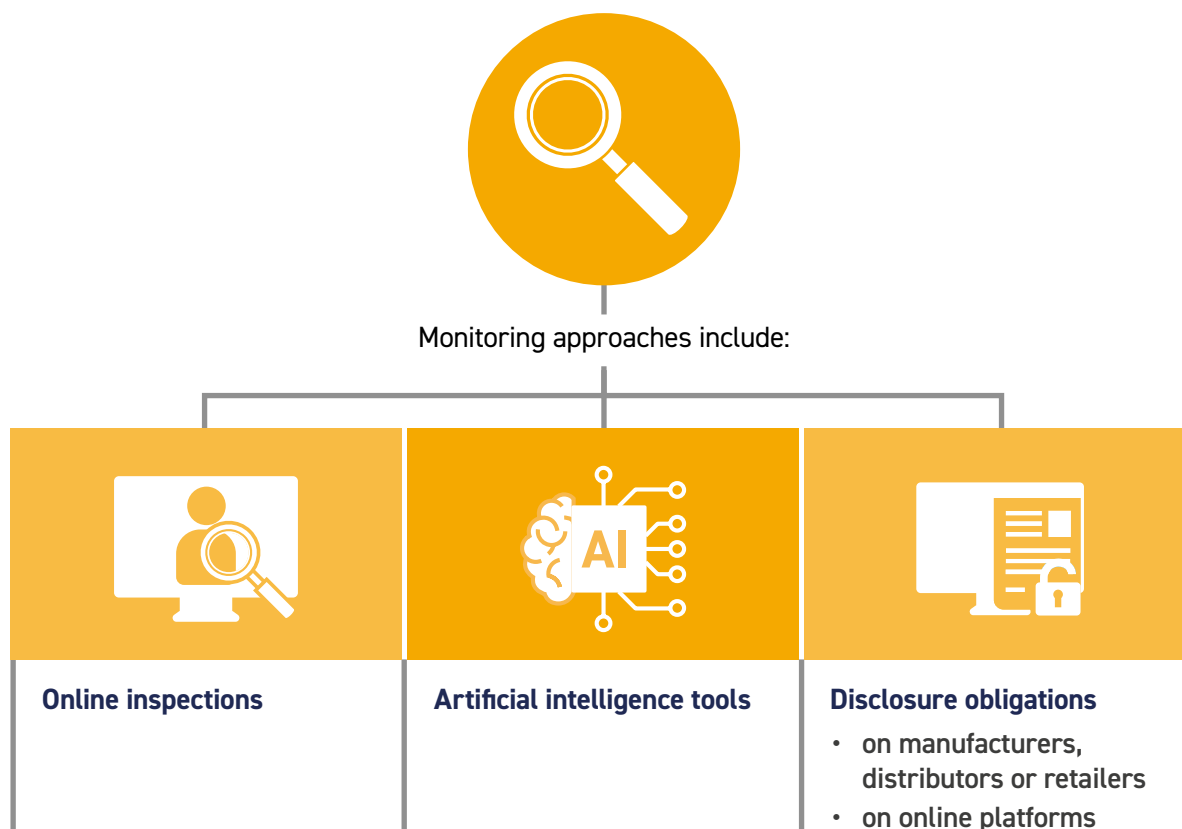 Monitoring approaches include:
AI
Online inspections
Artificial intelligence tools
Disclosure obligations
• on manufacturers,
distributors or retailers
• on online platforms